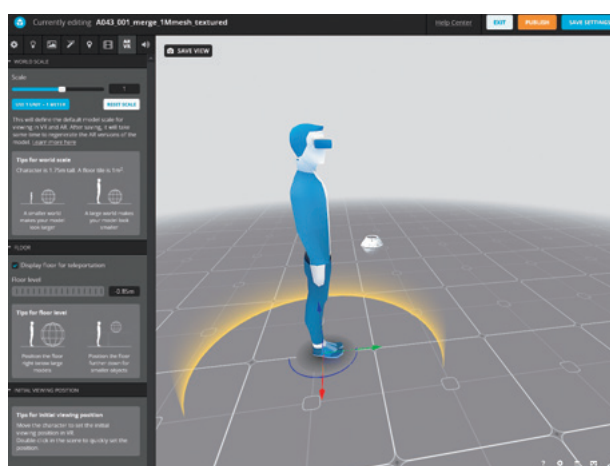 Currently editing A043_001_merge_1Mmesh_textured
Help Center
EXIT
PUBLISH
SAVE SETTINGS
AR
VR
SAVE VIEW
WORLD SCALE
Scale
1
USE 1 UNIT = 1 METER
RESET SCALE
This will define the default model scale for
viewing in VR and AR. After saving, it will take
some time to regenerate the AR versions of the
model. Learn more here
Tips for world scale
Character is 1.75m tall. A floor tile is 1m².
A smaller world
makes your model
look larger
A large world makes
your model look
smaller
FLOOR
Display floor for teleportation
Floor level
-0.85m
Tips for floor level
Position the floor
right below large
models
Position the floor
further down for
smaller objects
INITIAL VIEWING POSITION
Tips for initial viewing position
Move the character to set the initial
viewing position in VR.
Double click in the scene to quickly set the
position.